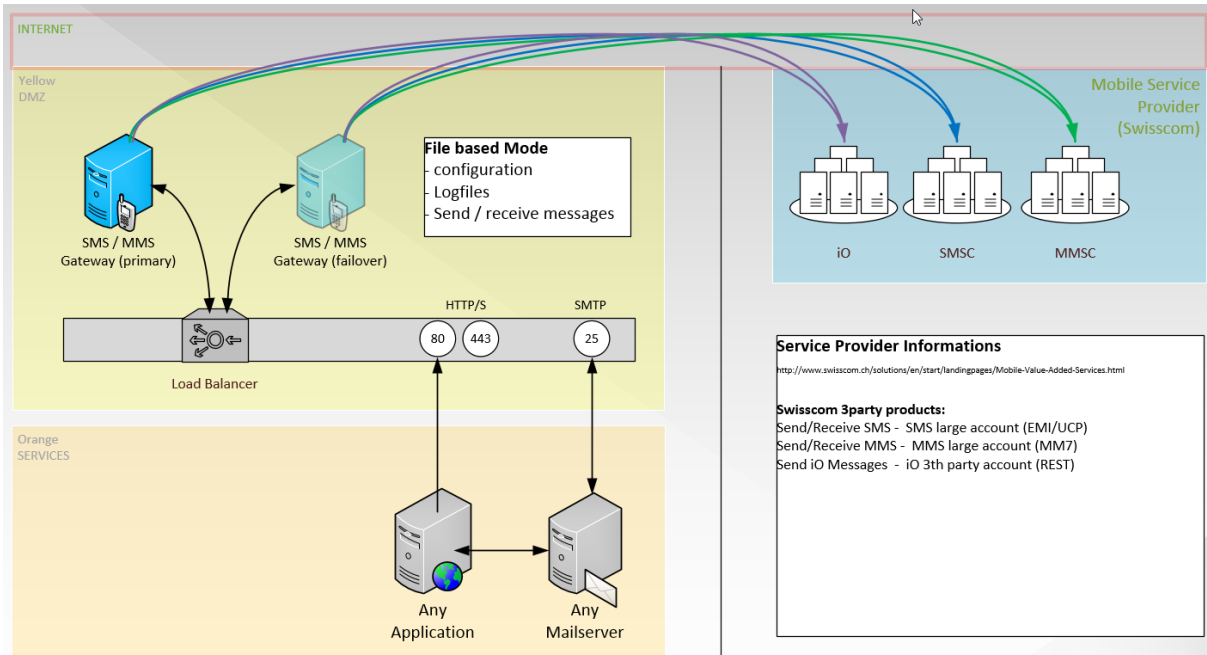 INTERNET
Yellow
DMZ
SMS / MMS
Gateway (primary)
SMS / MMS
Gateway (failover)
File based Mode
- configuration
- Logfiles
- Send / receive messages
Mobile Service
Provider
(Swisscom)
iO
SMSC
MMSC
HTTP/S
SMTP
80
443
25
Load Balancer
Orange
SERVICES
Any
Application
Any
Mailserver
Service Provider Informations
http://www.swisscom.ch/solutions/en/start/landingpages/Mobile-Value-Added-Services.html
Swisscom 3party products:
Send/Receive SMS - SMS large account (EMI/UCP)
Send/Receive MMS - MMS large account (MM7)
Send iO Messages - iO 3th party account (REST)